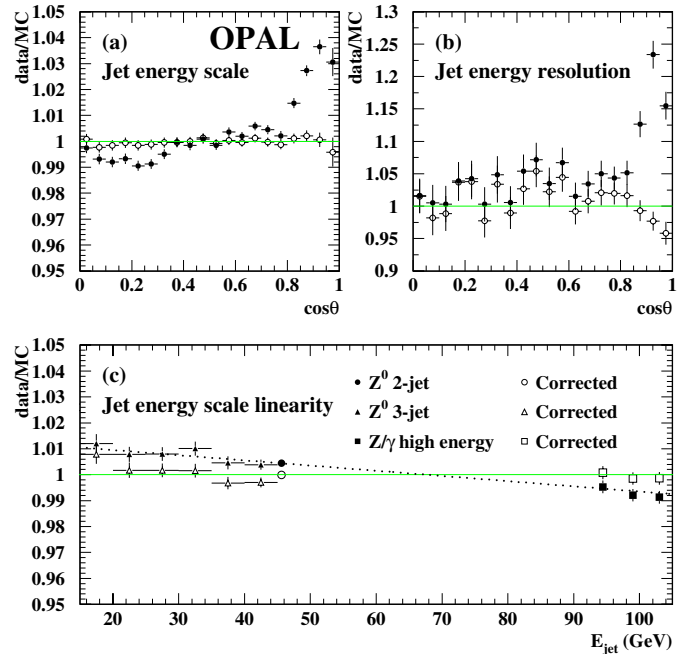 data/MC
1.05
1.04
1.03
1.02
1.01
1
0.99
0.98
0.97
0.96
0.95
0 0.2 0.4 0.6 0.8 1
cosθ
(a) OPAL
Jet energy scale
data/MC
1.3
1.25
1.2
1.15
1.1
1.05
1
0.95
0.9
0 0.2 0.4 0.6 0.8 1
cosθ
(b)
Jet energy resolution
data/MC
1.05
1.04
1.03
1.02
1.01
1
0.99
0.98
0.97
0.96
0.95
20 30 40 50 60 70 80 90 100
E_jet (GeV)
(c)
Jet energy scale linearity
Z⁰ 2-jet Corrected
Z⁰ 3-jet Corrected
Z/γ high energy Corrected